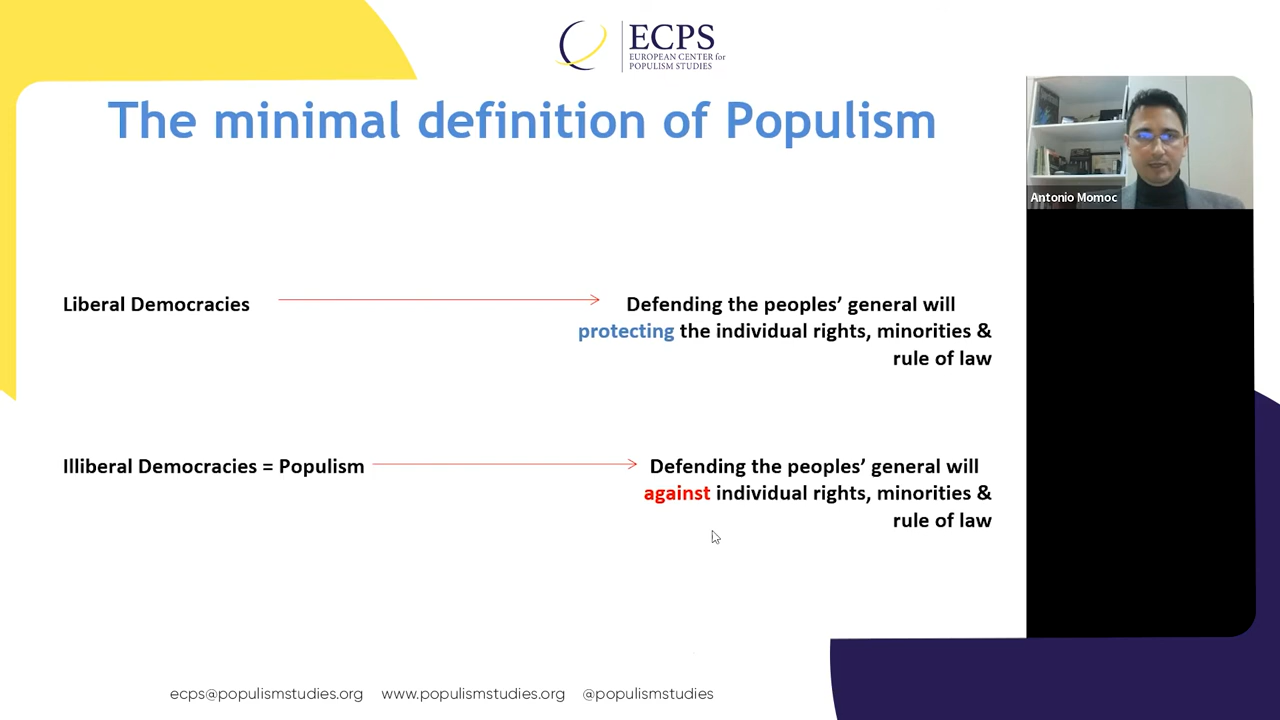 ECPS
EUROPEAN CENTER for
POPULISM STUDIES
The minimal definition of Populism
Antonio Momoc
Liberal Democracies
Defending the peoples’ general will
protecting the individual rights, minorities &
rule of law
Illiberal Democracies = Populism
Defending the peoples’ general will
against individual rights, minorities &
rule of law
ecps@populismstudies.org www.populismstudies.org @populismstudies